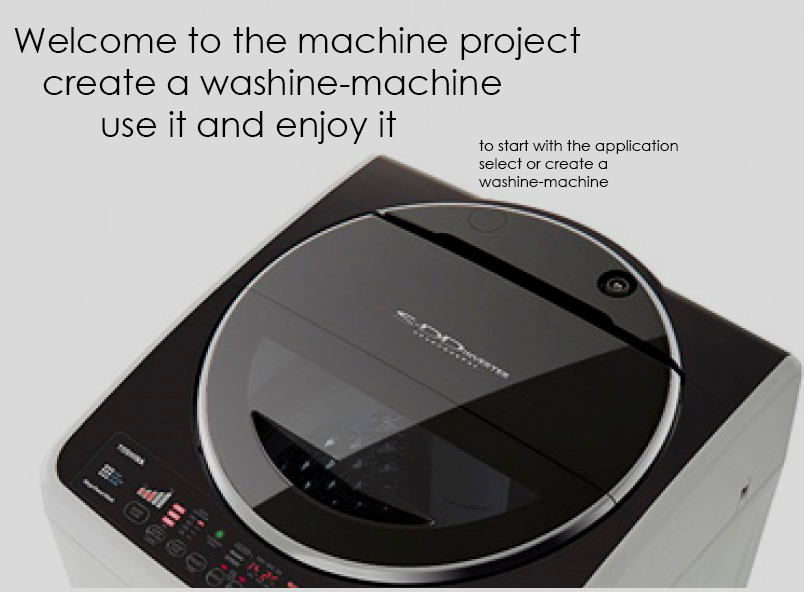 Welcome to the machine project
create a washine-machine
use it and enjoy it
to start with the application
select or create a
washine-machine
INVERTER
TOSHIBA